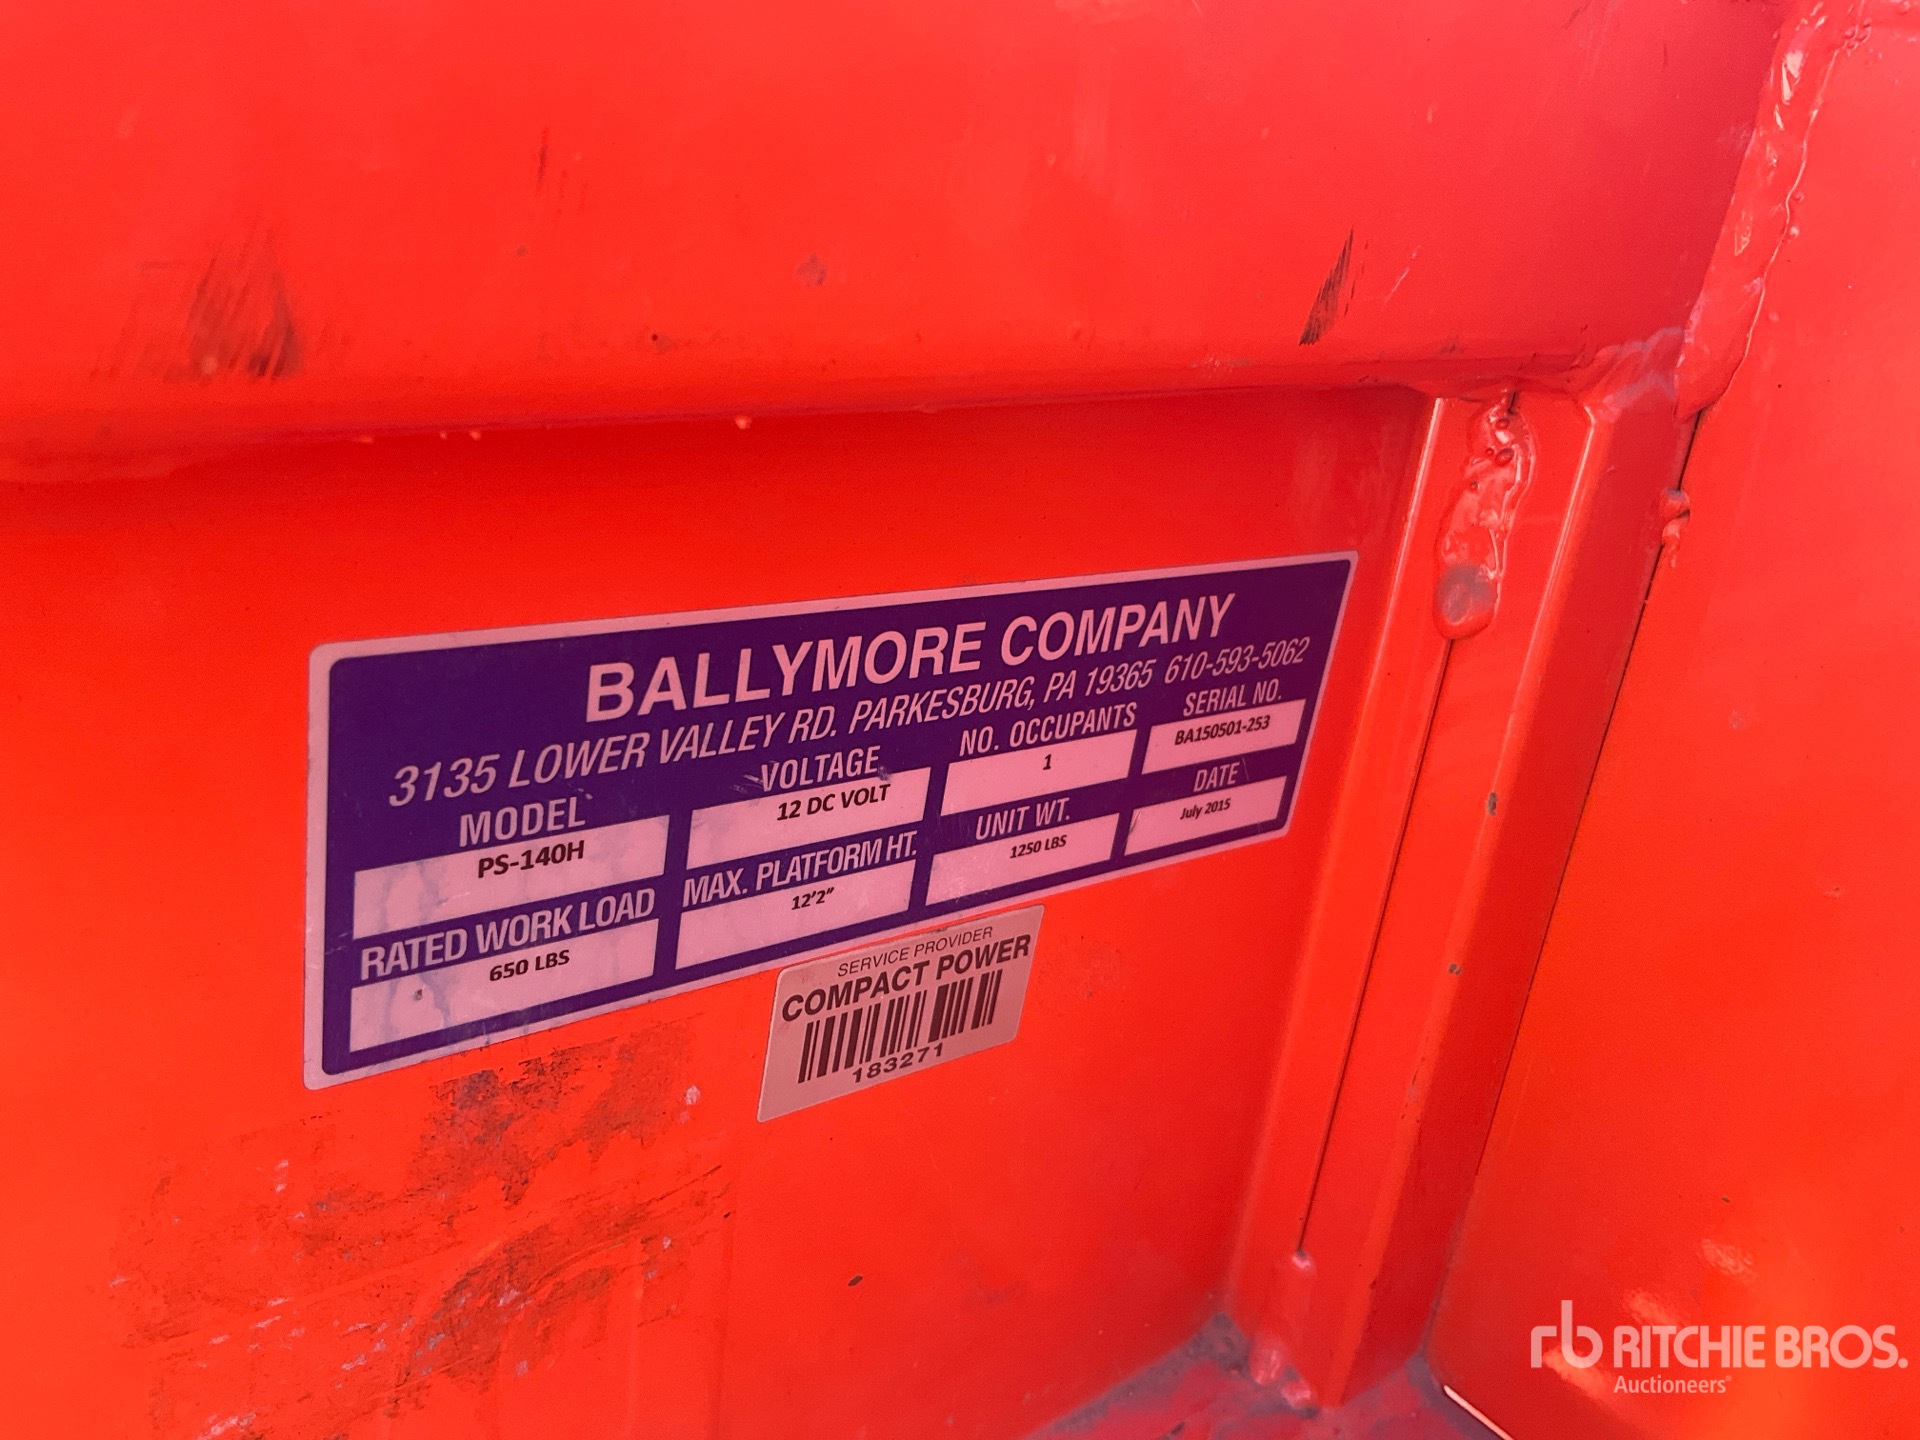 BALLYMORE COMPANY
3135 LOWER VALLEY RD. PARKESBURG, PA 19365 610-593-5062
MODEL VOLTAGE NO. OCCUPANTS SERIAL NO.
PS-140H 12 DC VOLT 1 BA150501-253
RATED WORK LOAD MAX. PLATFORM HT. UNIT WT. DATE
650 LBS 12'2" 1250 LBS July 2015
SERVICE PROVIDER
COMPACT POWER
183271
rb RITCHIE BROS.
Auctioneers